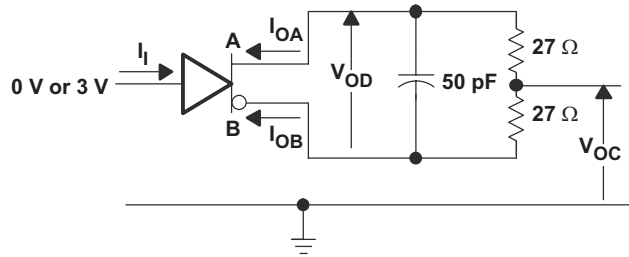 I_I
0 V or 3 V
A
I_OA
B
I_OB
V_OD
50 pF
27 Ω
27 Ω
V_OC